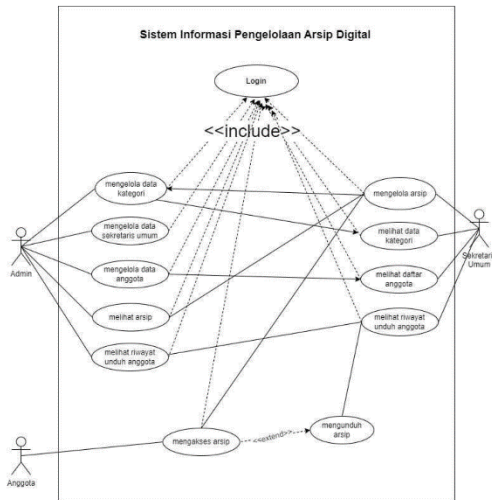 Sistem Informasi Pengelolaan Arsip Digital
Login
<<include>>
mengelola data
kategori
mengelola arsip
mengelola data
sekretaris umum
melihat data
kategori
Admin
Sekretari
Umum
mengelola data
anggota
melihat daftar
anggota
melihat arsip
melihat riwayat
unduh anggota
melihat riwayat
unduh anggota
mengakses arsip
<<extend>>
mengunduh
arsip
Anggota